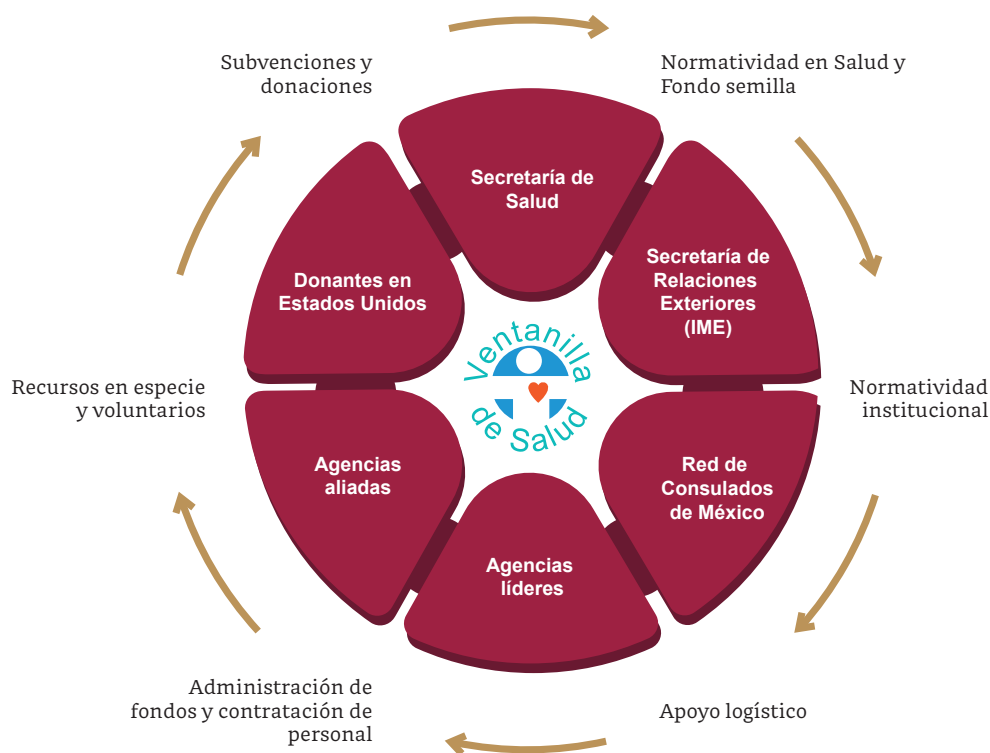 Subvenciones y
donaciones
Normatividad en Salud y
Fondo semilla
Secretaría de
Salud
Donantes en
Estados Unidos
Secretaría de
Relaciones
Exteriores
(IME)
Ventanilla
de Salud
Recursos en especie
y voluntarios
Normatividad
institucional
Agencias
aliadas
Red de
Consulados
de México
Agencias
líderes
Administración de
fondos y contratación de
personal
Apoyo logístico